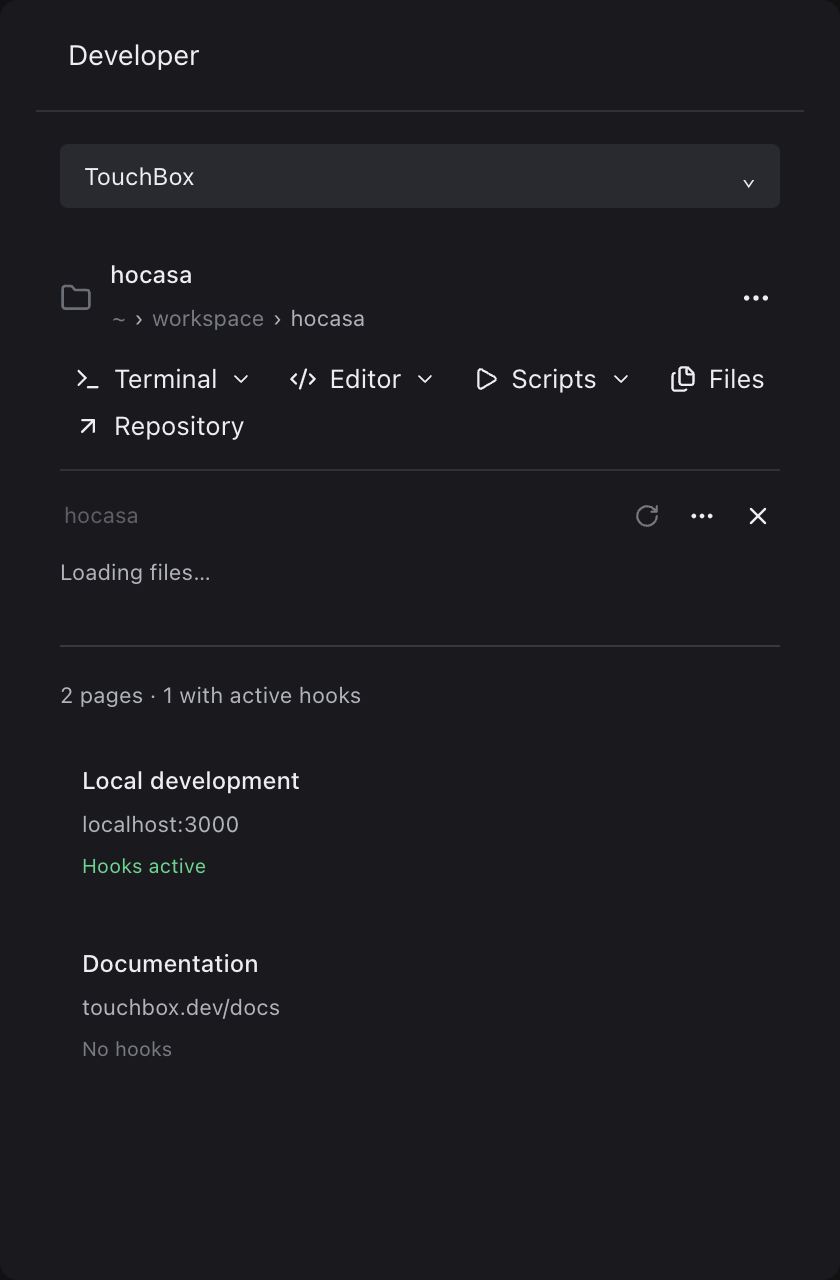 Developer
TouchBox
hocasa
~ › workspace › hocasa
Terminal Editor Scripts Files
Repository
hocasa
Loading files...
2 pages · 1 with active hooks
Local development
localhost:3000
Hooks active
Documentation
touchbox.dev/docs
No hooks